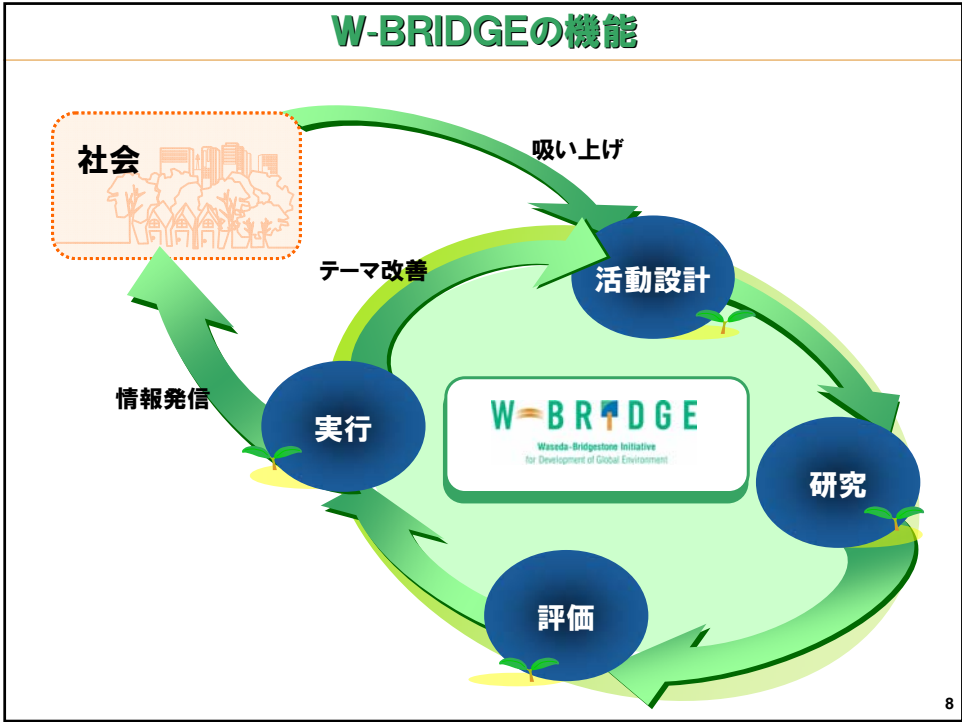 W-BRIDGEの機能
社会
吸い上げ
テーマ改善
活動設計
情報発信
実行
W-BRIDGE
Waseda-Bridgestone Initiative
for Development of Global Environment
研究
評価
8